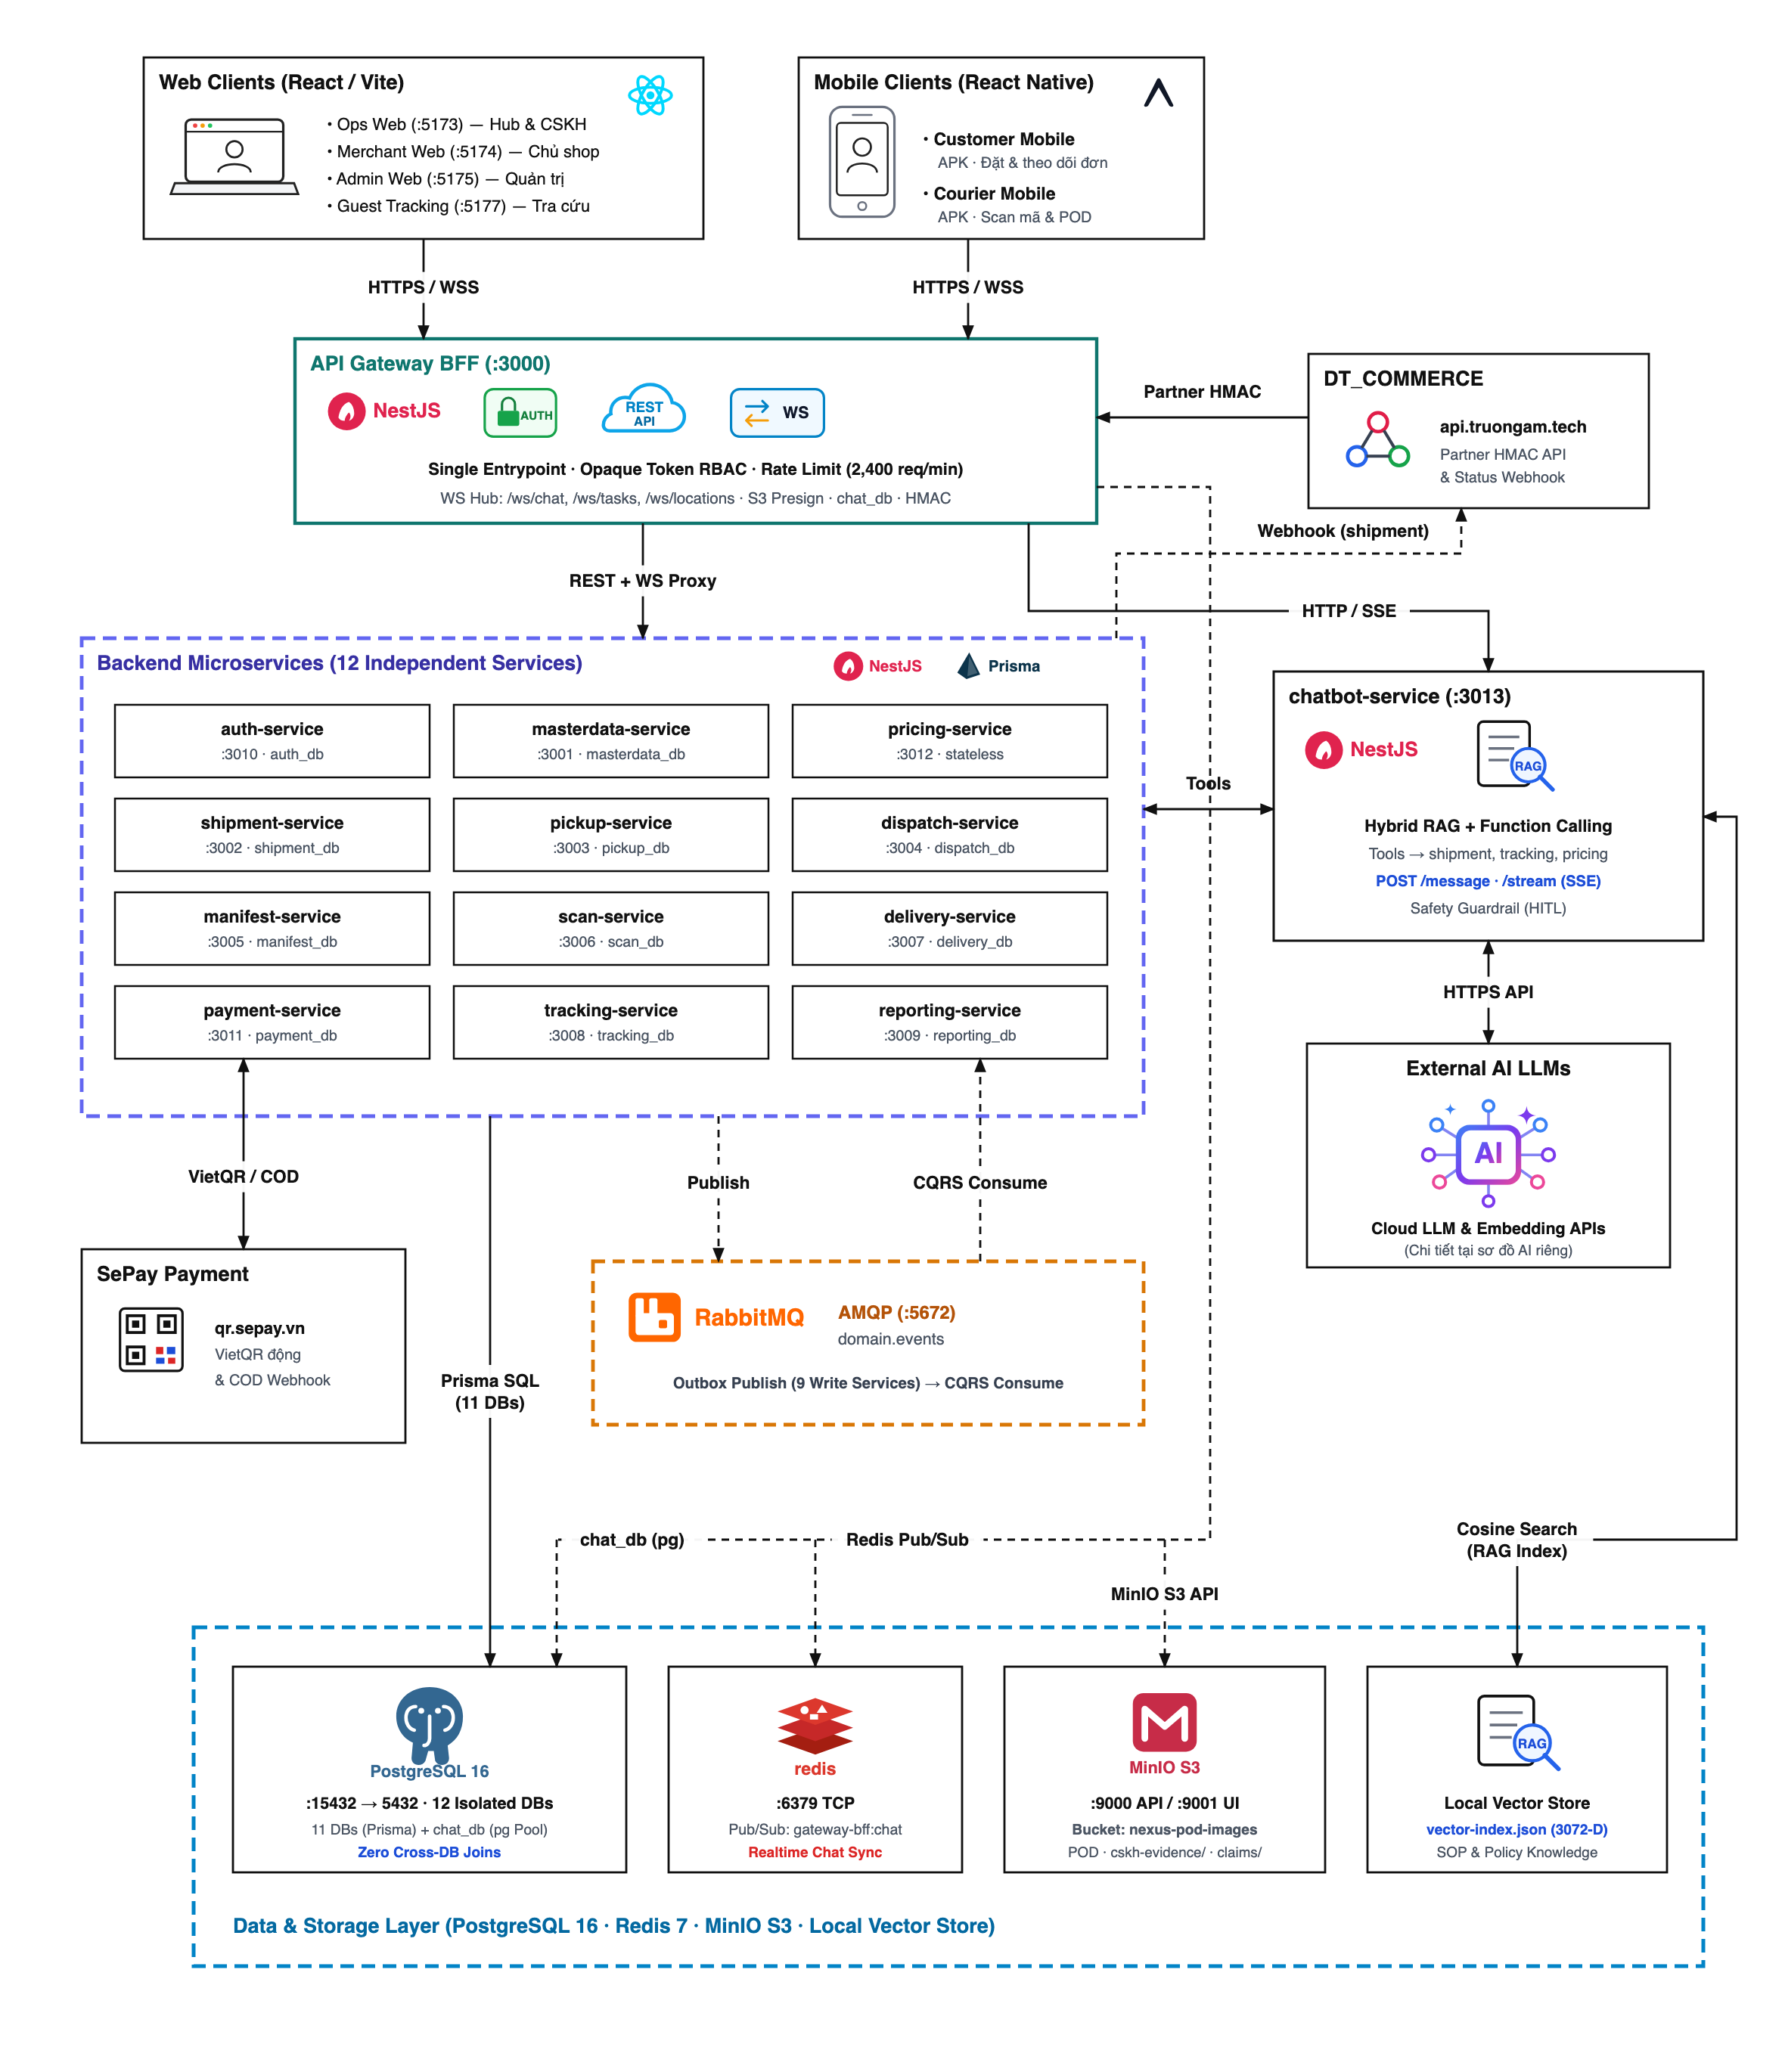 Web Clients (React / Vite)
• Ops Web (:5173) — Hub & CSKH
• Merchant Web (:5174) — Chủ shop
• Admin Web (:5175) — Quản trị
• Guest Tracking (:5177) — Tra cứu
Mobile Clients (React Native)
• Customer Mobile
APK · Đặt & theo dõi đơn
• Courier Mobile
APK · Scan mã & POD
HTTPS / WSS
HTTPS / WSS
API Gateway BFF (:3000)
NestJS
AUTH
REST
API
WS
Single Entrypoint · Opaque Token RBAC · Rate Limit (2,400 req/min)
WS Hub: /ws/chat, /ws/tasks, /ws/locations · S3 Presign · chat_db · HMAC
Partner HMAC
DT_COMMERCE
api.truongam.tech
Partner HMAC API
& Status Webhook
Webhook (shipment)
REST + WS Proxy
HTTP / SSE
Backend Microservices (12 Independent Services)
NestJS
Prisma
auth-service
:3010 · auth_db
masterdata-service
:3001 · masterdata_db
pricing-service
:3012 · stateless
shipment-service
:3002 · shipment_db
pickup-service
:3003 · pickup_db
dispatch-service
:3004 · dispatch_db
manifest-service
:3005 · manifest_db
scan-service
:3006 · scan_db
delivery-service
:3007 · delivery_db
payment-service
:3011 · payment_db
tracking-service
:3008 · tracking_db
reporting-service
:3009 · reporting_db
Tools
chatbot-service (:3013)
NestJS
RAG
Hybrid RAG + Function Calling
Tools → shipment, tracking, pricing
POST /message · /stream (SSE)
Safety Guardrail (HITL)
HTTPS API
External AI LLMs
AI
Cloud LLM & Embedding APIs
(Chi tiết tại sơ đồ AI riêng)
VietQR / COD
Publish
CQRS Consume
SePay Payment
qr.sepay.vn
VietQR động
& COD Webhook
Prisma SQL
(11 DBs)
RabbitMQ
AMQP (:5672)
domain.events
Outbox Publish (9 Write Services) → CQRS Consume
chat_db (pg)
Redis Pub/Sub
MinIO S3 API
Cosine Search
(RAG Index)
PostgreSQL 16
:15432 → 5432 · 12 Isolated DBs
11 DBs (Prisma) + chat_db (pg Pool)
Zero Cross-DB Joins
redis
:6379 TCP
Pub/Sub: gateway-bff:chat
Realtime Chat Sync
MinIO S3
:9000 API / :9001 UI
Bucket: nexus-pod-images
POD · cskh-evidence/ · claims/
RAG
Local Vector Store
vector-index.json (3072-D)
SOP & Policy Knowledge
Data & Storage Layer (PostgreSQL 16 · Redis 7 · MinIO S3 · Local Vector Store)